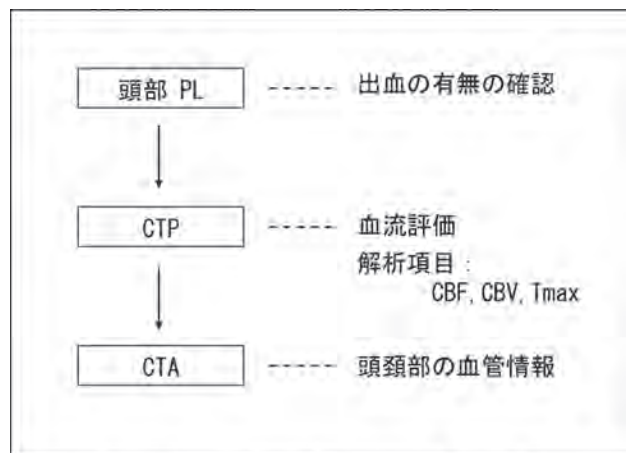 頭部 PL ----- 出血の有無の確認
CTP ----- 血流評価
解析項目:
CBF, CBV, Tmax
CTA ----- 頭頚部の血管情報